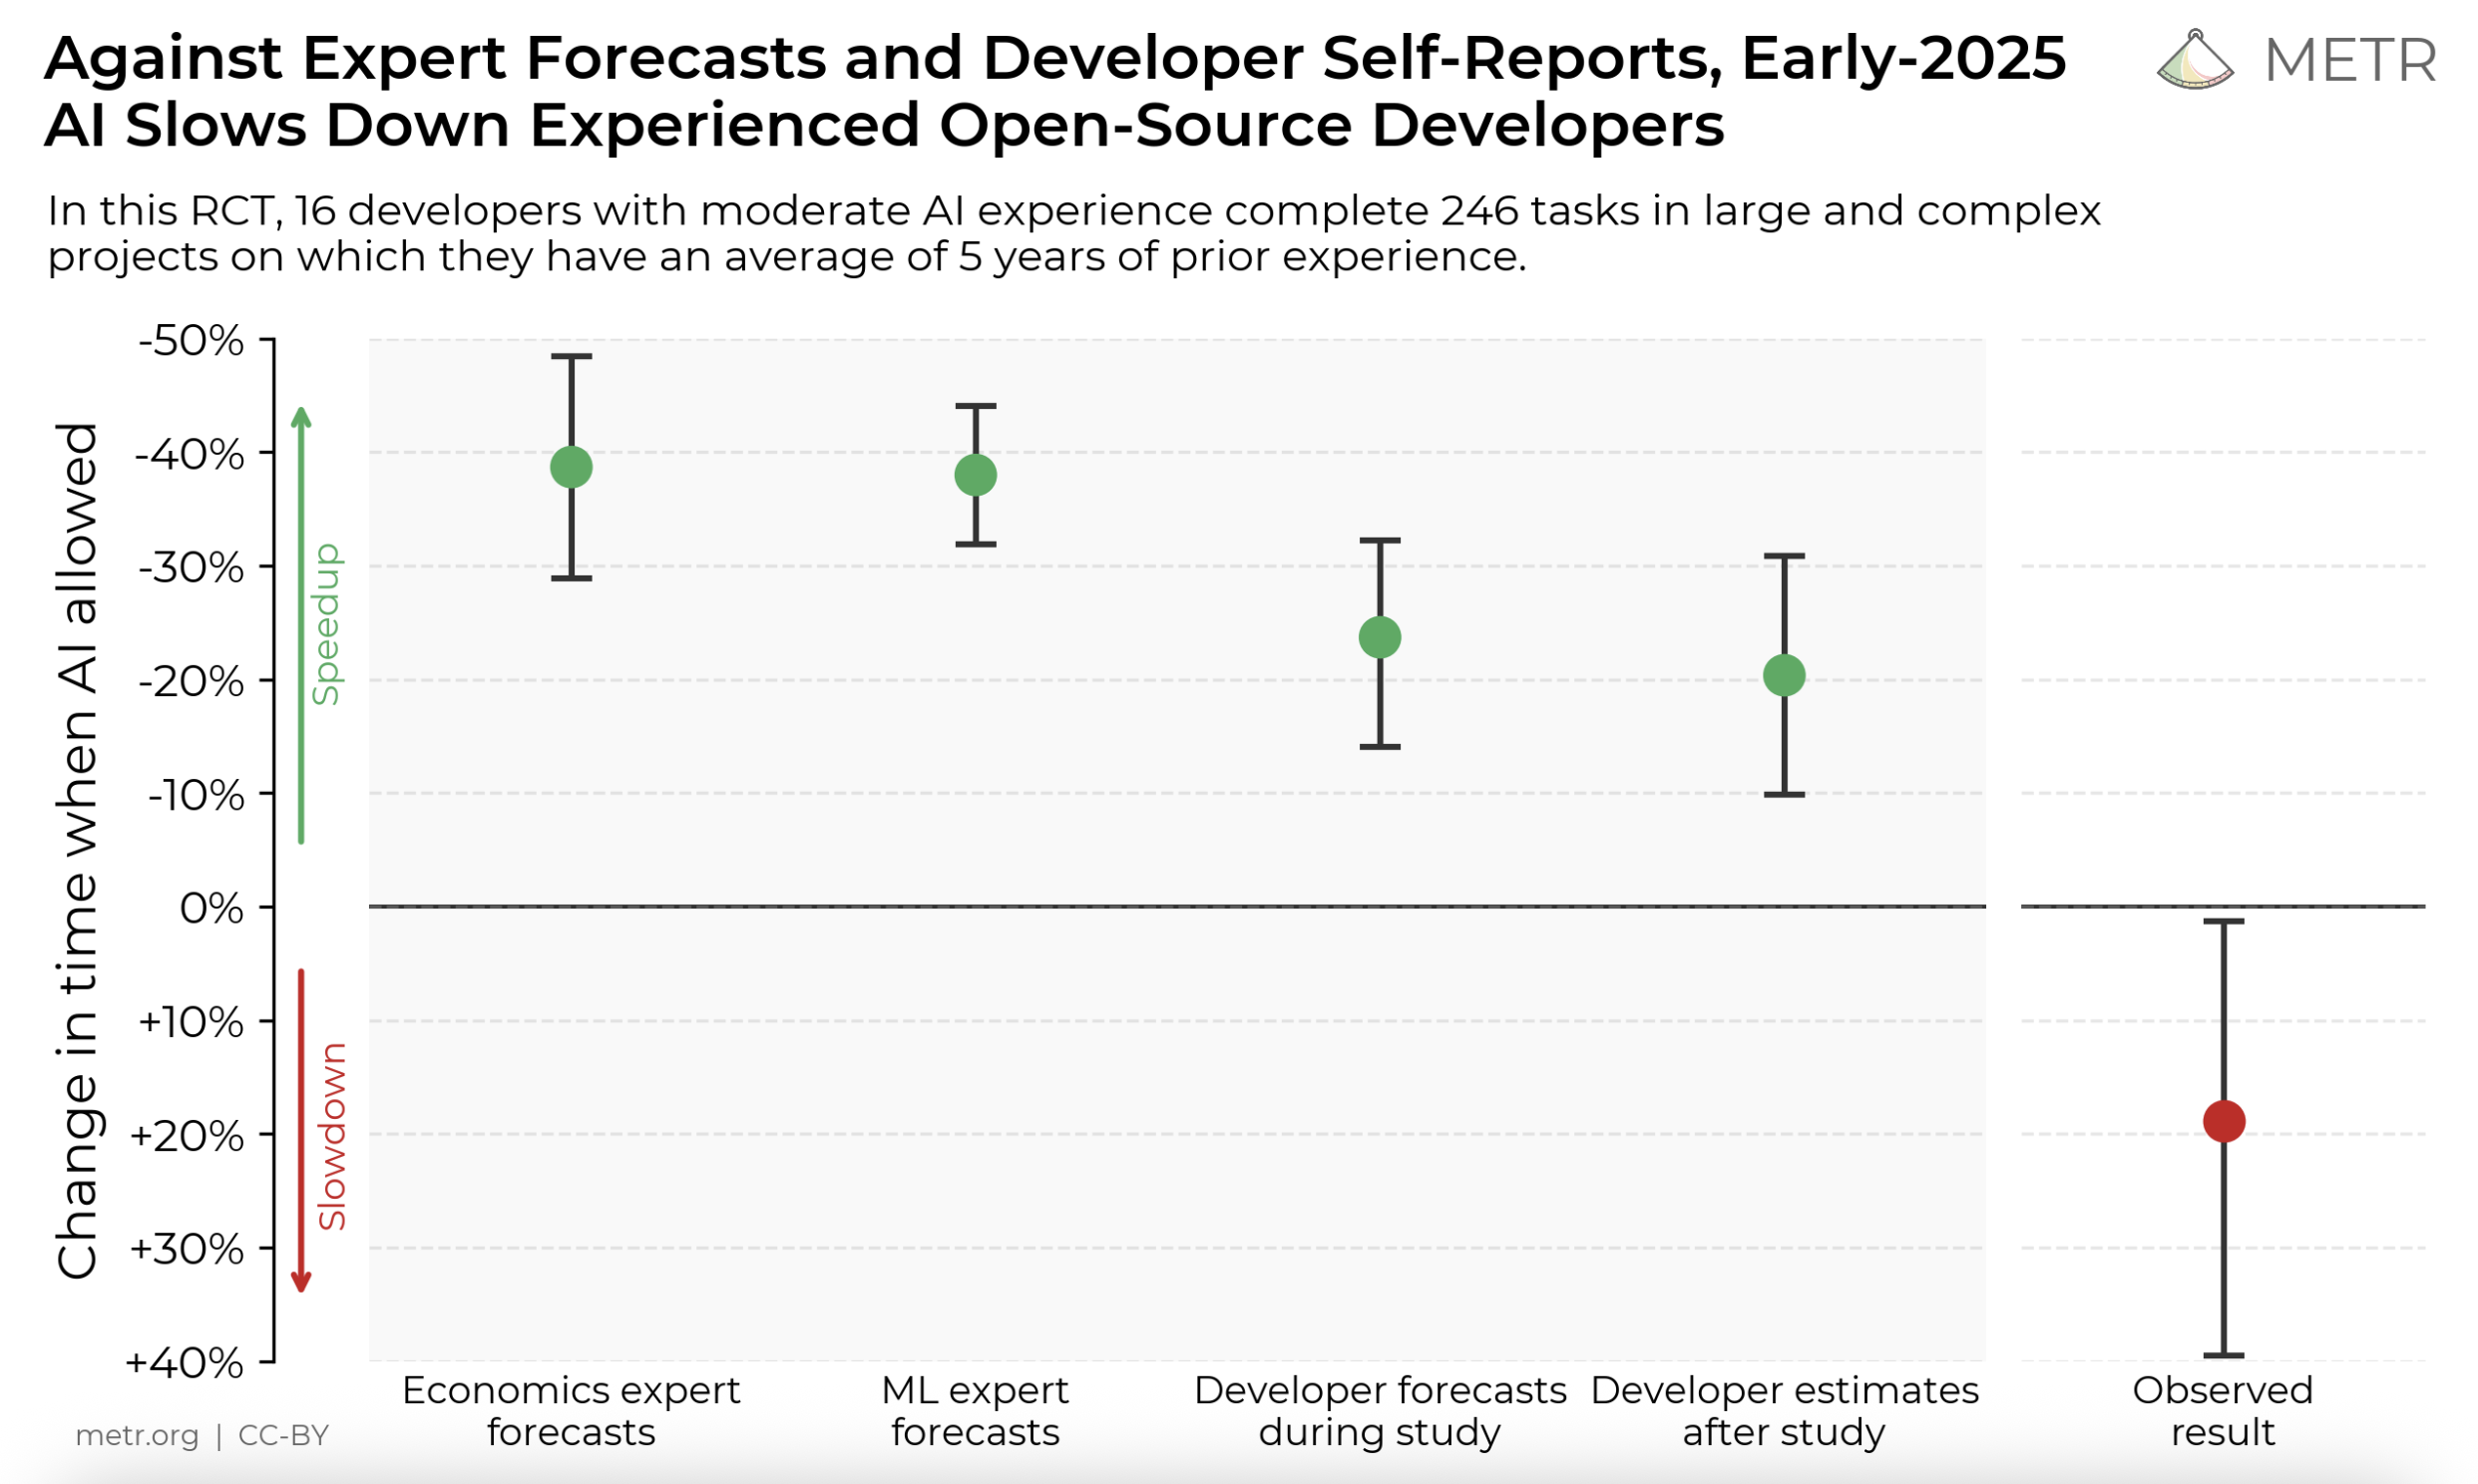 Against Expert Forecasts and Developer Self-Reports, Early-2025
AI Slows Down Experienced Open-Source Developers
METR
In this RCT, 16 developers with moderate AI experience complete 246 tasks in large and complex
projects on which they have an average of 5 years of prior experience.
Change in time when AI allowed
-50%
-40%
-30%
-20%
-10%
0%
+10%
+20%
+30%
+40%
Speedup
Slowdown
Economics expert
forecasts
ML expert
forecasts
Developer forecasts
during study
Developer estimates
after study
Observed
result
metr.org | CC-BY